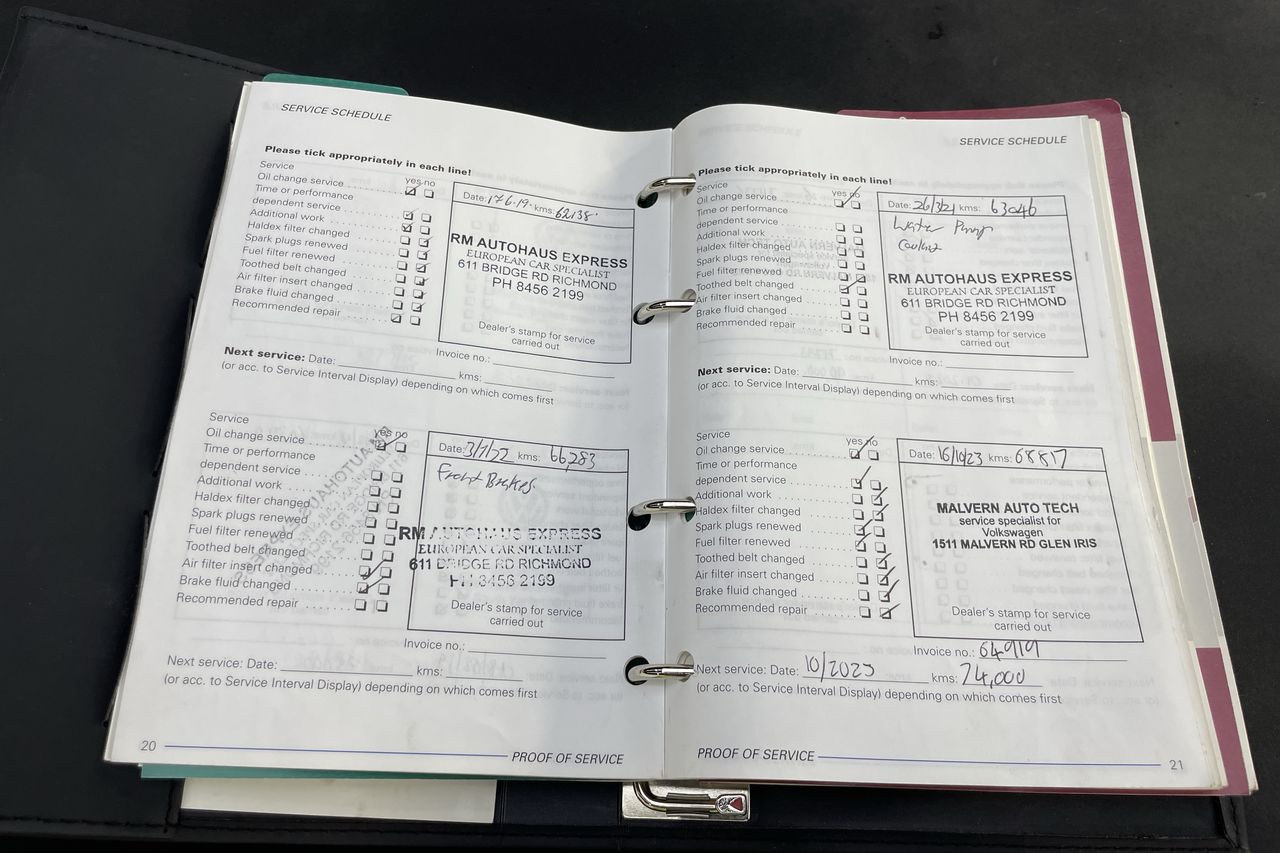 SERVICE SCHEDULE
Please tick appropriately in each line!
Service
yes no
Oil change service
Time or performance
dependent service
Additional work
Haldex filter changed
Spark plugs renewed
Fuel filter renewed
Toothed belt changed
Air filter insert changed
Brake fluid changed
Recommended repair
Date: 17.6.19. kms: 62138.
RM AUTOHAUS EXPRESS
EUROPEAN CAR SPECIALIST
611 BRIDGE RD RICHMOND
PH 8456 2199
Dealer's stamp for service
carried out
Invoice no.:
Next service: Date: kms:
(or acc. to Service Interval Display) depending on which comes first
Service
yes no
Oil change service
Time or performance
dependent service
Additional work
Haldex filter changed
Spark plugs renewed
Fuel filter renewed
Toothed belt changed
Air filter insert changed
Brake fluid changed
Recommended repair
Date: 3/7/22 kms: 66,283
Front Brakes
RM AUTOHAUS EXPRESS
EUROPEAN CAR SPECIALIST
611 BRIDGE RD RICHMOND
PH 8456 2199
Dealer's stamp for service
carried out
Invoice no.:
Next service: Date: kms:
(or acc. to Service Interval Display) depending on which comes first
20 PROOF OF SERVICE
SERVICE SCHEDULE
Please tick appropriately in each line!
Service
yes no
Oil change service
Time or performance
dependent service
Additional work
Haldex filter changed
Spark plugs renewed
Fuel filter renewed
Toothed belt changed
Air filter insert changed
Brake fluid changed
Recommended repair
Date: 26/3/21 kms: 63046
Water Pump
Coolant
RM AUTOHAUS EXPRESS
EUROPEAN CAR SPECIALIST
611 BRIDGE RD RICHMOND
PH 8456 2199
Dealer's stamp for service
carried out
Invoice no.:
Next service: Date: kms:
(or acc. to Service Interval Display) depending on which comes first
Service
yes no
Oil change service
Time or performance
dependent service
Additional work
Haldex filter changed
Spark plugs renewed
Fuel filter renewed
Toothed belt changed
Air filter insert changed
Brake fluid changed
Recommended repair
Date: 16/10/23 kms: 68817
MALVERN AUTO TECH
service specialist for
Volkswagen
1511 MALVERN RD GLEN IRIS
Dealer's stamp for service
carried out
Invoice no.: 64919
Next service: Date: 10/2025 kms: 74,000
(or acc. to Service Interval Display) depending on which comes first
PROOF OF SERVICE 21